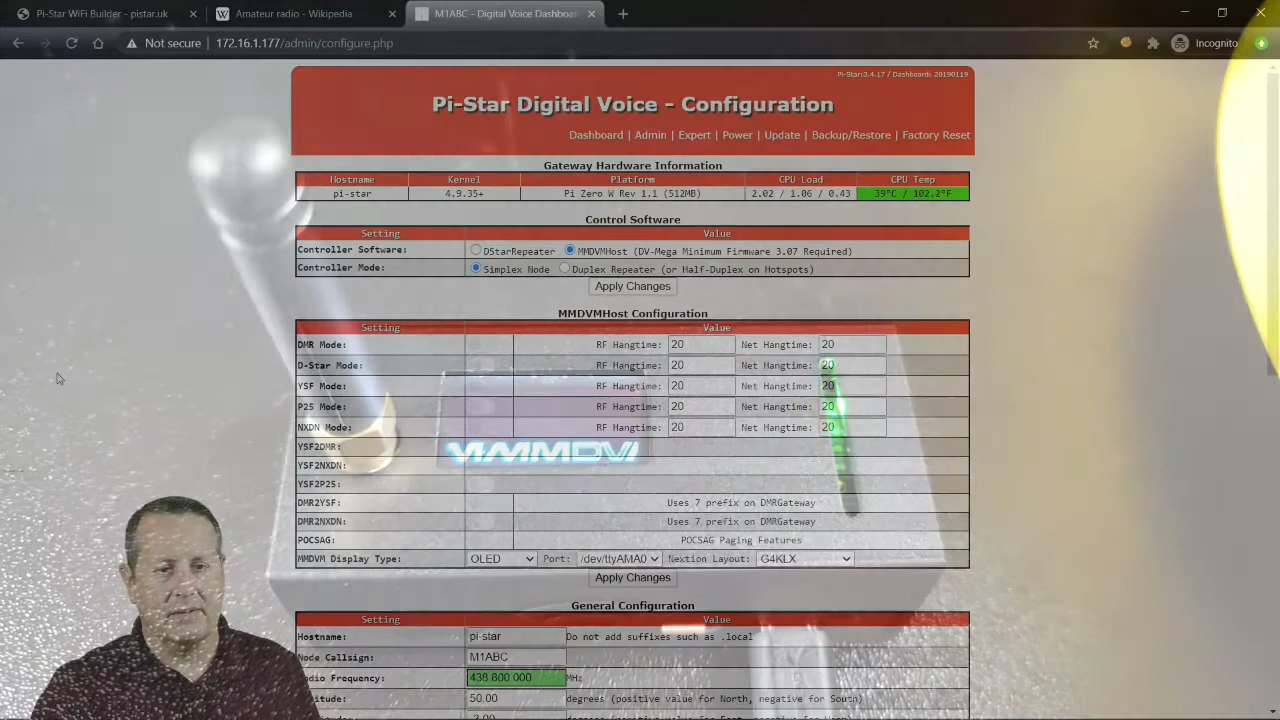 Pi-Star WiFi Builder - pistar.uk
Amateur radio - Wikipedia
M1ABC - Digital Voice Dashboa
Not secure
172.16.1.177/admin/configure.php
Incognito
Pi-Star:3.4.17 / Dashboard: 20190119
Pi-Star Digital Voice - Configuration
Dashboard | Admin | Expert | Power | Update | Backup/Restore | Factory Reset
Gateway Hardware Information
Hostname Kernel Platform CPU Load CPU Temp
pi-star 4.9.35+ Pi Zero W Rev 1.1 (512MB) 2.02 / 1.06 / 0.43 39°C / 102.2°F
Control Software
Setting Value
Controller Software: DStarRepeater MMDVMHost (DV-Mega Minimum Firmware 3.07 Required)
Controller Mode: Simplex Node Duplex Repeater (or Half-Duplex on Hotspots)
Apply Changes
MMDVMHost Configuration
Setting Value
DMR Mode: RF Hangtime: 20 Net Hangtime: 20
D-Star Mode: RF Hangtime: 20 Net Hangtime: 20
YSF Mode: RF Hangtime: 20 Net Hangtime: 20
P25 Mode: RF Hangtime: 20 Net Hangtime: 20
NXDN Mode: RF Hangtime: 20 Net Hangtime: 20
YSF2DMR:
YSF2NXDN:
YSF2P25:
DMR2YSF: Uses 7 prefix on DMRGateway
DMR2NXDN: Uses 7 prefix on DMRGateway
POCSAG: POCSAG Paging Features
MMDVM Display Type: OLED Port: /dev/ttyAMA0 Nextion Layout: G4KLX
Apply Changes
General Configuration
Setting Value
Hostname: pi-star Do not add suffixes such as .local
Node Callsign: M1ABC
Radio Frequency: 438.800.000 MHz
50.00 degrees (positive value for North, negative for South)